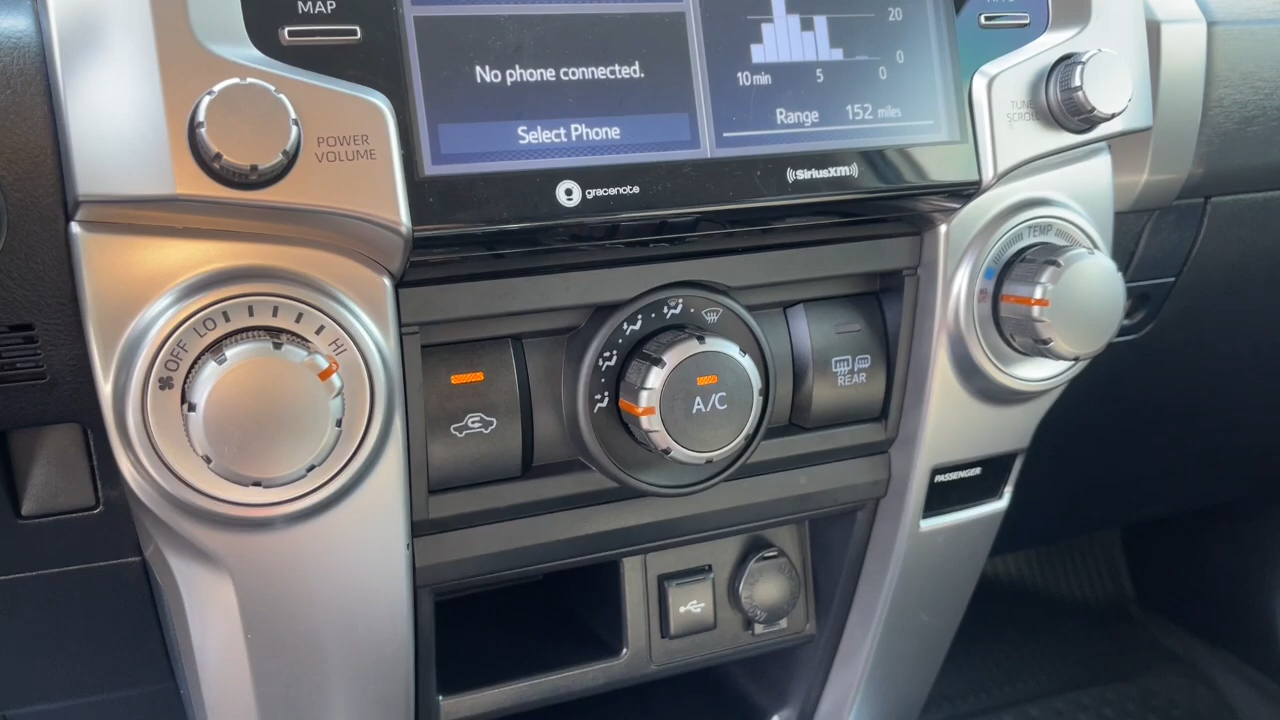 MAP
No phone connected.
Select Phone
20
0
10 min 5 0
Range 152 miles
TUNE
SCROLL
POWER
VOLUME
gracenote
SiriusXM
TEMP
OFF LO HI
A/C
REAR
PASSENGER